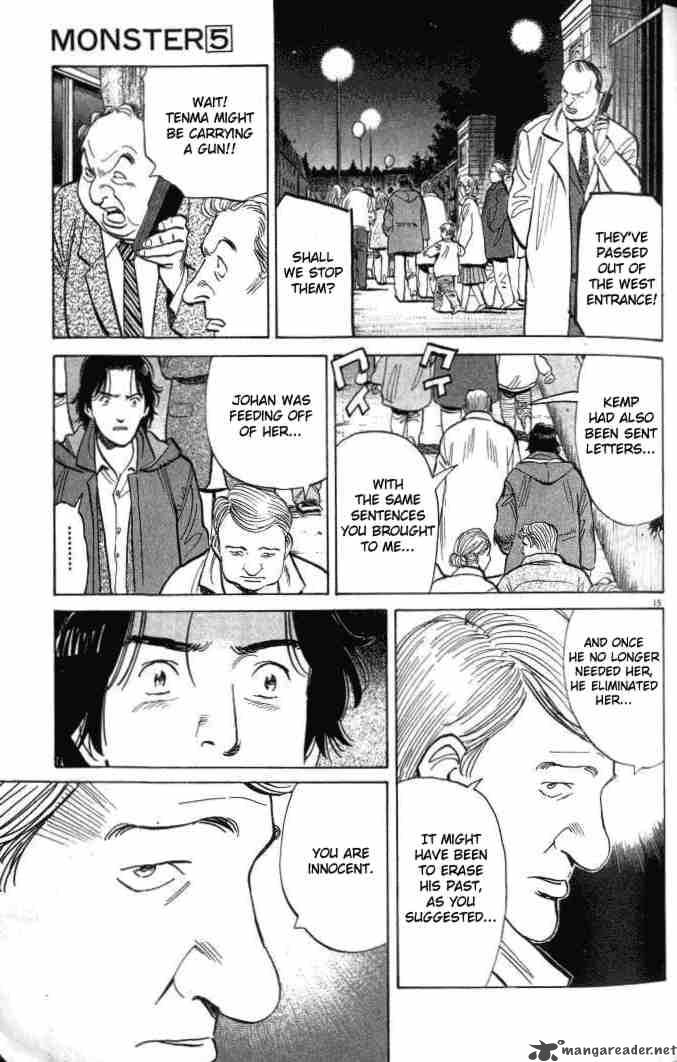 MONSTER 5
THEY'VE
PASSED
OUT OF
THE WEST
ENTRANCE!
SHALL
WE STOP
THEM?
WAIT!
TENMA MIGHT
BE CARRYING
A GUN!!
KEMP
HAD ALSO
BEEN SENT
LETTERS...
WITH
THE SAME
SENTENCES
YOU BROUGHT
TO ME...
JOHAN WAS
FEEDING OFF
OF HER...
.........
15
AND ONCE
HE NO LONGER
NEEDED HER,
HE ELIMINATED
HER...
IT MIGHT
HAVE BEEN
TO ERASE
HIS PAST,
AS YOU
SUGGESTED...
YOU ARE
INNOCENT.
mangareader.net